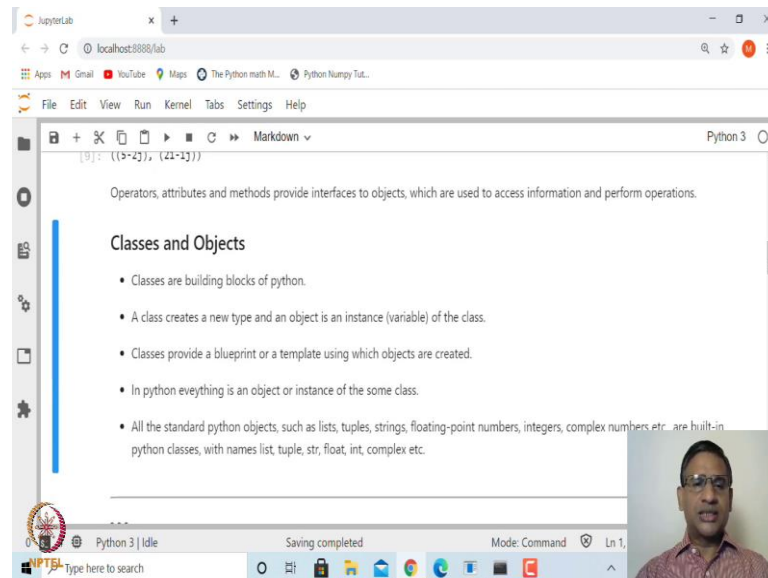 JupyterLab
localhost:8888/lab
M
Apps Gmail YouTube Maps The Python math M... Python Numpy Tut...
File Edit View Run Kernel Tabs Settings Help
Markdown Python 3
[9]: ((5-2j), (21-1j))
Operators, attributes and methods provide interfaces to objects, which are used to access information and perform operations.
Classes and Objects
• Classes are building blocks of python.
• A class creates a new type and an object is an instance (variable) of the class.
• Classes provide a blueprint or a template using which objects are created.
• In python eveything is an object or instance of the some class.
• All the standard python objects, such as lists, tuples, strings, floating-point numbers, integers, complex numbers etc, are built-in
python classes, with names list, tuple, str, float, int, complex etc.
0 Python 3 | Idle Saving completed Mode: Command Ln 1,
NPTEL Type here to search